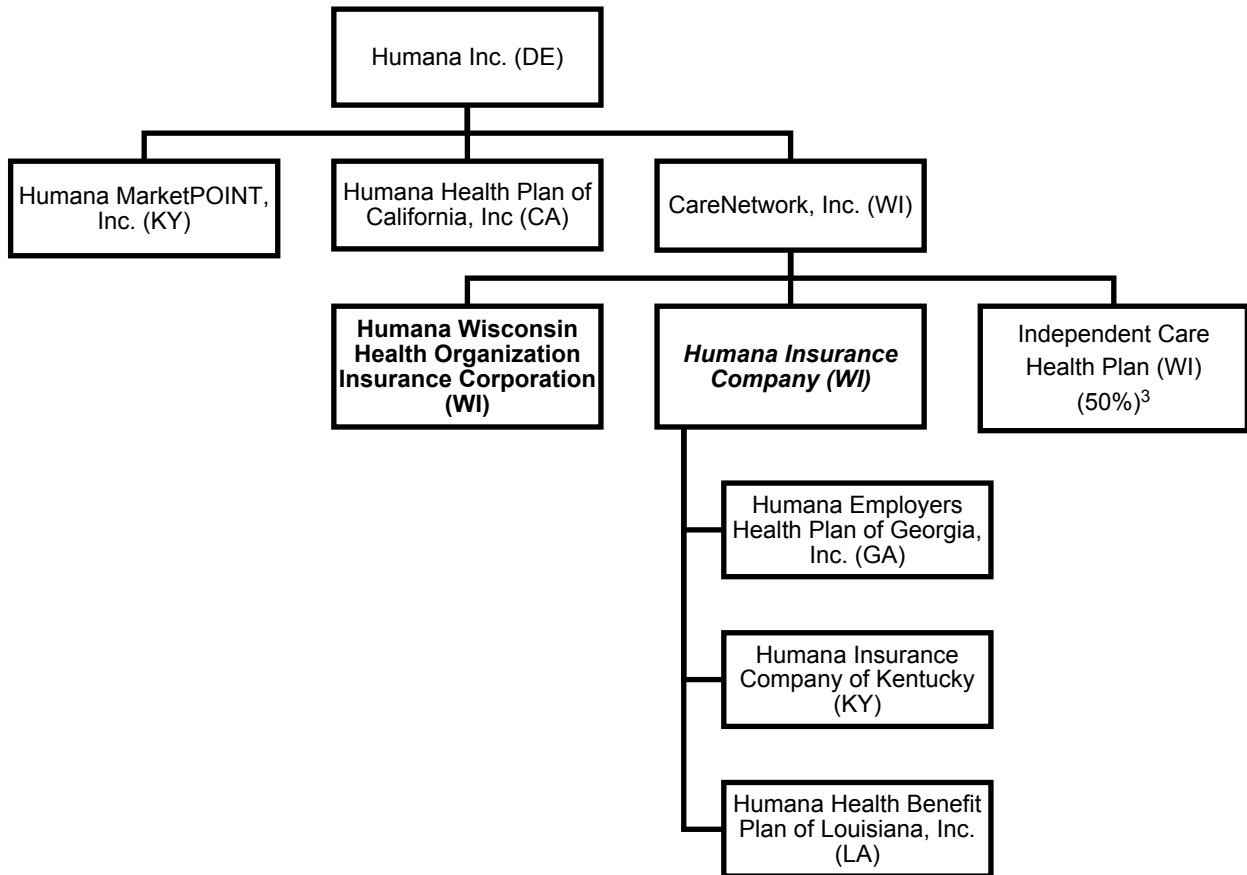 Humana Inc. (DE)
Humana MarketPOINT,
Inc. (KY)
Humana Health Plan of
California, Inc (CA)
CareNetwork, Inc. (WI)
Humana Wisconsin
Health Organization
Insurance Corporation
(WI)
Humana Insurance
Company (WI)
Independent Care
Health Plan (WI)
(50%)³
Humana Employers
Health Plan of Georgia,
Inc. (GA)
Humana Insurance
Company of Kentucky
(KY)
Humana Health Benefit
Plan of Louisiana, Inc.
(LA)